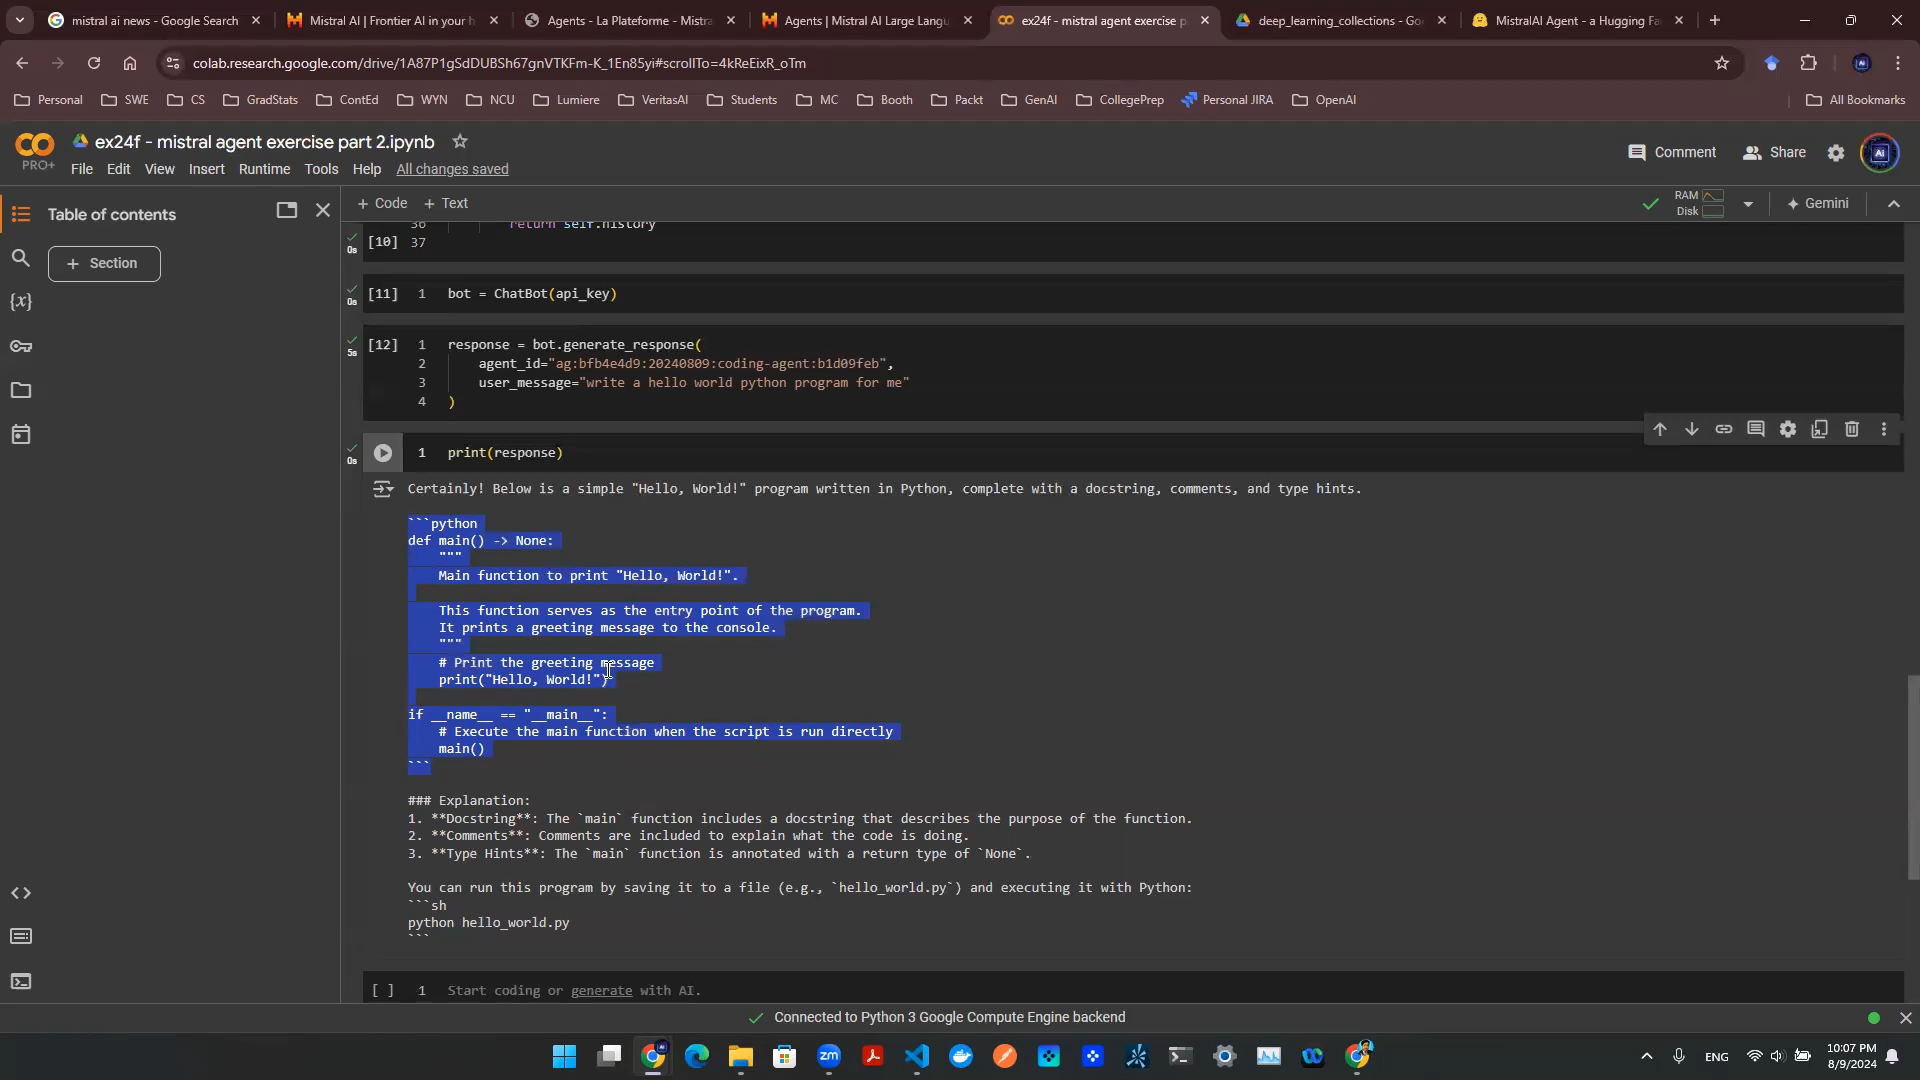 mistral ai news - Google Search
Mistral AI | Frontier AI in your h
Agents - La Plateforme - Mistra
Agents | Mistral AI Large Langu
ex24f - mistral agent exercise p
deep_learning_collections - Go
MistralAI Agent - a Hugging Fa
colab.research.google.com/drive/1A87P1gSdDUBSh67gnVTKFm-K_1En85yi#scrollTo=4kReEixR_oTm
Personal
SWE
CS
GradStats
ContEd
WYN
NCU
Lumiere
VeritasAI
Students
MC
Booth
Packt
GenAI
CollegePrep
Personal JIRA
OpenAI
All Bookmarks
PRO+
ex24f - mistral agent exercise part 2.ipynb
File Edit View Insert Runtime Tools Help All changes saved
Comment
Share
Ai
Table of contents
+ Section
+ Code + Text
RAM
Disk
Gemini
36 return self.history
0s [10] 37
0s [11] 1 bot = ChatBot(api_key)
5s [12] 1 response = bot.generate_response(
2 agent_id="ag:bfb4e4d9:20240809:coding-agent:b1d09feb",
3 user_message="write a hello world python program for me"
4 )
0s 1 print(response)
Certainly! Below is a simple "Hello, World!" program written in Python, complete with a docstring, comments, and type hints.
```python
def main() -> None:
"""
Main function to print "Hello, World!".
This function serves as the entry point of the program.
It prints a greeting message to the console.
"""
# Print the greeting message
print("Hello, World!")
if __name__ == "__main__":
# Execute the main function when the script is run directly
main()
```
### Explanation:
1. **Docstring**: The `main` function includes a docstring that describes the purpose of the function.
2. **Comments**: Comments are included to explain what the code is doing.
3. **Type Hints**: The `main` function is annotated with a return type of `None`.
You can run this program by saving it to a file (e.g., `hello_world.py`) and executing it with Python:
```sh
python hello_world.py
```
[ ] 1 Start coding or generate with AI.
Connected to Python 3 Google Compute Engine backend
zm
ENG
10:07 PM
8/9/2024